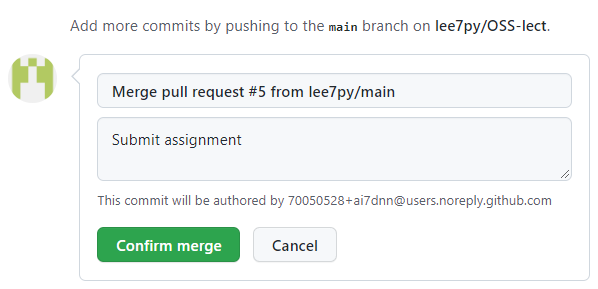 Add more commits by pushing to the main branch on lee7py/OSS-lect.
Merge pull request #5 from lee7py/main
Submit assignment
This commit will be authored by 70050528+ai7dnn@users.noreply.github.com
Confirm merge
Cancel